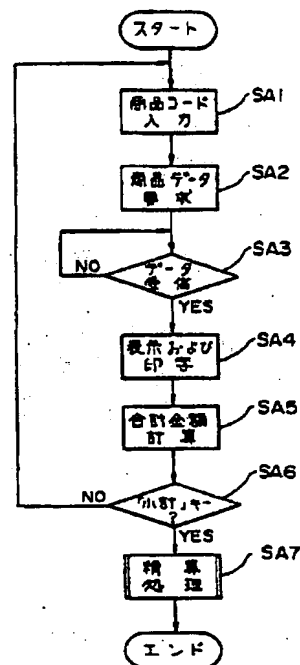 スタート
商品コード
入力
SA1
商品データ
要求
SA2
データ
受信
SA3
NO
YES
表示および
印字
SA4
合計金額
計算
SA5
「小計」キー
?
SA6
NO
YES
精算
処理
SA7
エンド